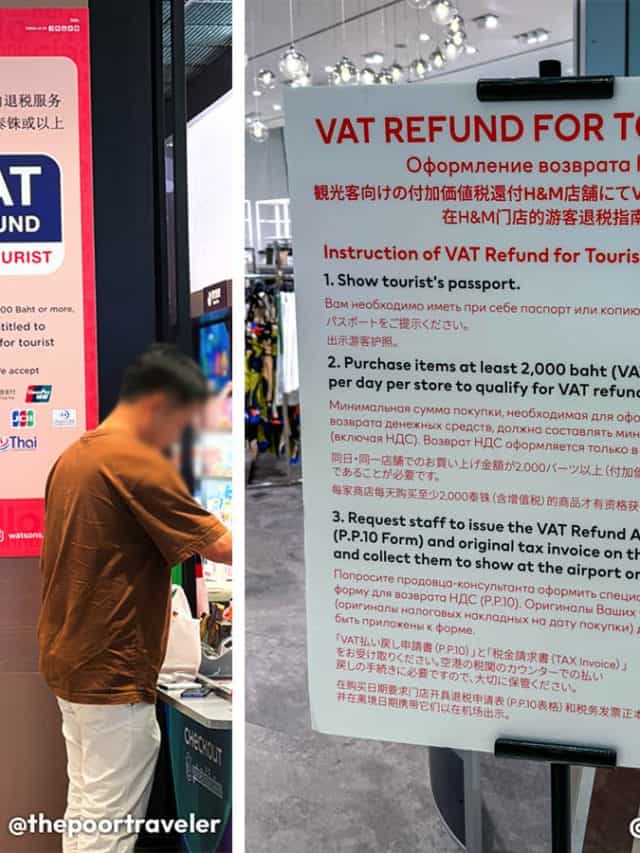 退税服务
铢或以上
AT
UND
OURIST
00 Baht or more,
titled to
for tourist
e accept
JCB
Thai
watsons.
CHECKOUT
@thepoortraveler
VAT REFUND FOR TO
Оформление возврата
観光客向けの付加価値税還付H&M店舗にてV
在H&M门店的游客退税指南
Instruction of VAT Refund for Touris
1. Show tourist's passport.
Вам необходимо иметь при себе паспорт или копию
パスポートをご提示ください。
出示游客护照。
2. Purchase items at least 2,000 baht (VA
per day per store to qualify for VAT refun
Минимальная сумма покупки, необходимая для офо
возврата денежных средств, должна составлять мин
(включая НДС). Возврат НДС оформляется только в
同日・同一店舗でのお買い上げ金額が2,000バーツ以上(付加価
であることが必要です。
每家商店每天购买至少2,000泰铢(含增值税)的商品才有资格获
3. Request staff to issue the VAT Refund A
(P.P.10 Form) and original tax invoice on th
and collect them to show at the airport on
Попросите продовца-консультанта оформить специ
форму для возврата НДС (P.P.10). Оригиналы Ваших
(оригиналы налоговых накладных на дату покупки) д
быть приложены к форме.
「VAT払い戻し申請書(P.P.10)」と「税金請求書(TAX Invoice)」
をお受け取りください。空港の税関のカウンターでの払い
戻しの手続きに必要ですので、大切に保管ください。
在购买日期要求门店开具退税申请表(P.P.10表格)和税务发票正本
并在离境日期携带它们以在机场出示。
@